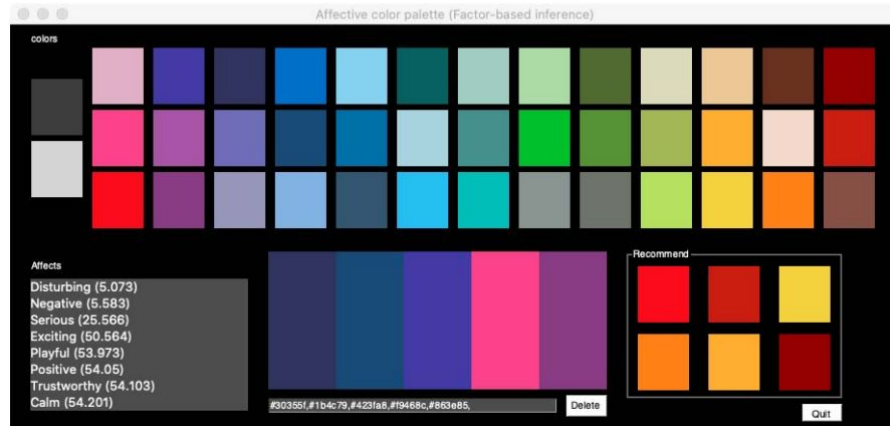 Affective color palette (Factor-based inference)
colors
Affects
Disturbing (5.073)
Negative (5.583)
Serious (25.566)
Exciting (50.564)
Playful (53.973)
Positive (54.05)
Trustworthy (54.103)
Calm (54.201)
#30355f,#1b4c79,#423fa8,#f9468c,#863e85,
Delete
Recommend
Quit